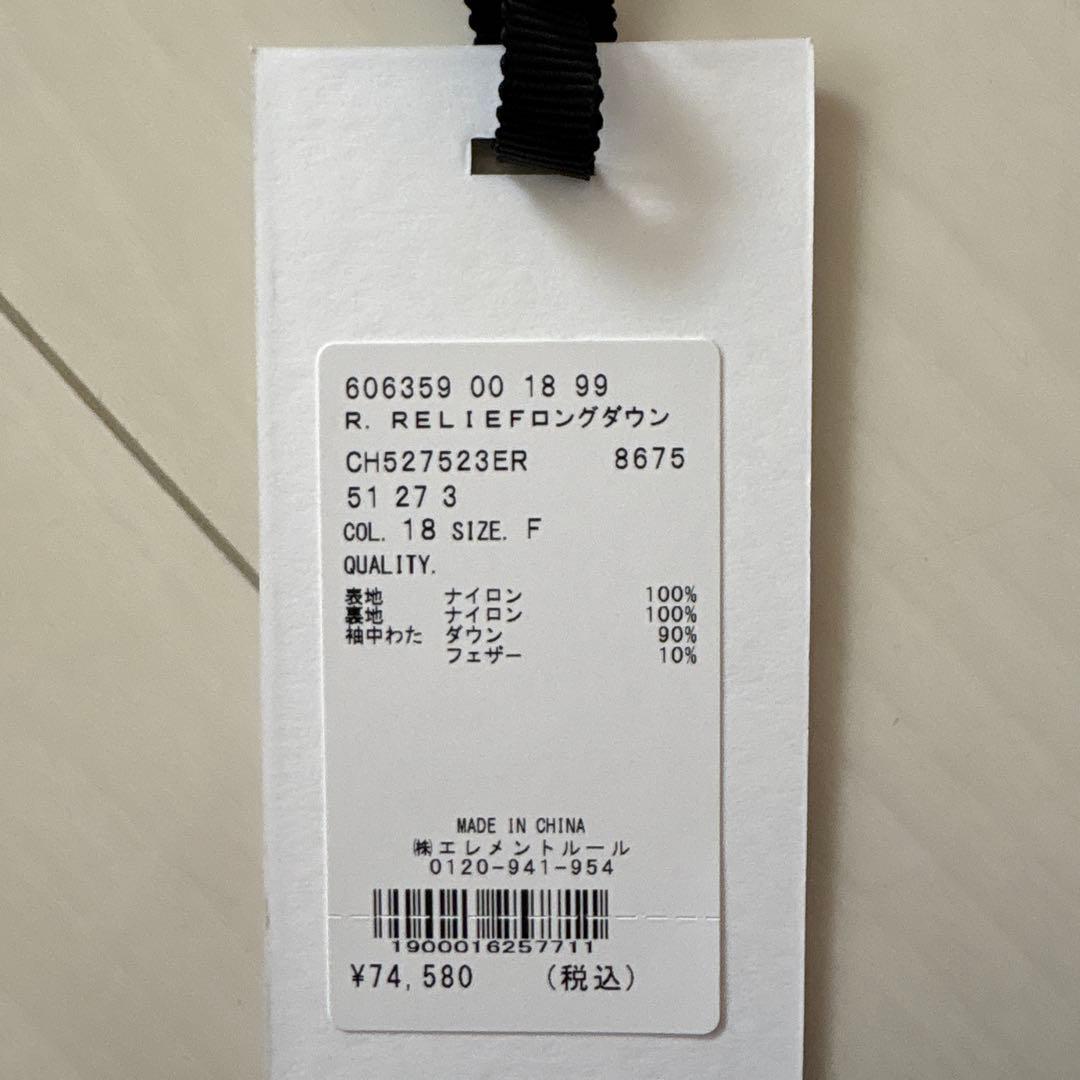 606359 00 18 99
R. RELIEFロングダウン
CH527523ER 8675
51 27 3
COL. 18 SIZE. F
QUALITY.
表地 ナイロン 100%
裏地 ナイロン 100%
袖中わた ダウン 90%
フェザー 10%
MADE IN CHINA
㈱エレメントルール
0120-941-954
1900016257711
¥74,580 (税込)